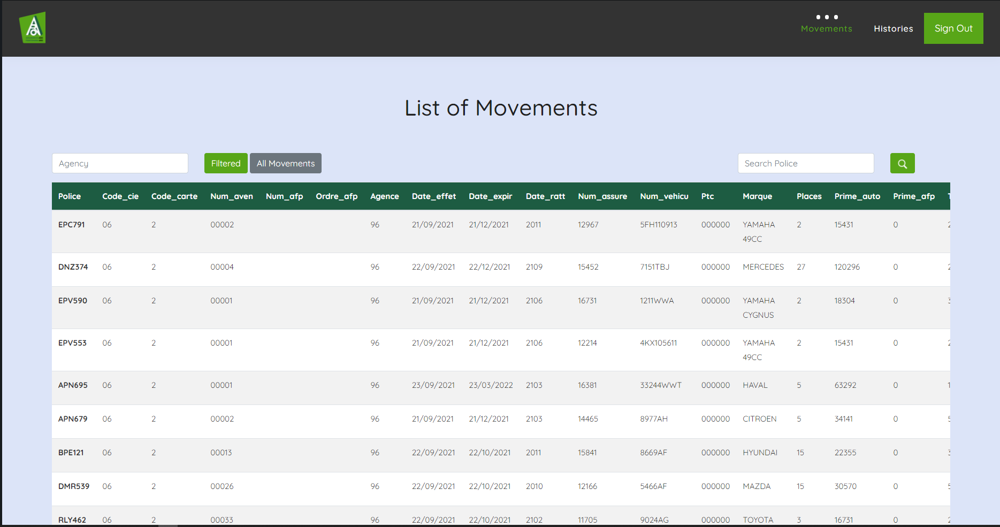 Movements Histories Sign Out
List of Movements
Agency Filtered All Movements Search Police
Police Code_cie Code_carte Num_aven Num_afp Ordre_afp Agence Date_effet Date_expir Date_ratt Num_assure Num_vehicu Ptc Marque Places Prime_auto Prime_afp
EPC791 06 2 00002 96 21/09/2021 21/12/2021 2011 12967 5FH110913 000000 YAMAHA 2 15431 0
49CC
DNZ374 06 2 00004 96 22/09/2021 22/12/2021 2109 15452 7151TBJ 000000 MERCEDES 27 120296 0
EPV590 06 2 00001 96 21/09/2021 21/12/2021 2106 16731 1211WWA 000000 YAMAHA 2 18304 0
CYGNUS
EPV553 06 2 00001 96 21/09/2021 21/12/2021 2106 12214 4KX105611 000000 YAMAHA 2 15431 0
49CC
APN695 06 2 00001 96 23/09/2021 23/03/2022 2103 16381 33244WWT 000000 HAVAL 5 63292 0
APN679 06 2 00002 96 21/09/2021 21/12/2021 2103 14465 8977AH 000000 CITROEN 5 34141 0
BPE121 06 2 00013 96 22/09/2021 22/10/2021 2011 15841 8669AF 000000 HYUNDAI 15 22355 0
DMR539 06 2 00026 96 22/09/2021 22/10/2021 2010 12166 5466AF 000000 MAZDA 15 30570 0
RLY462 06 2 00033 96 22/09/2021 22/10/2021 2102 11705 9024AG 000000 TOYOTA 3 16731 0